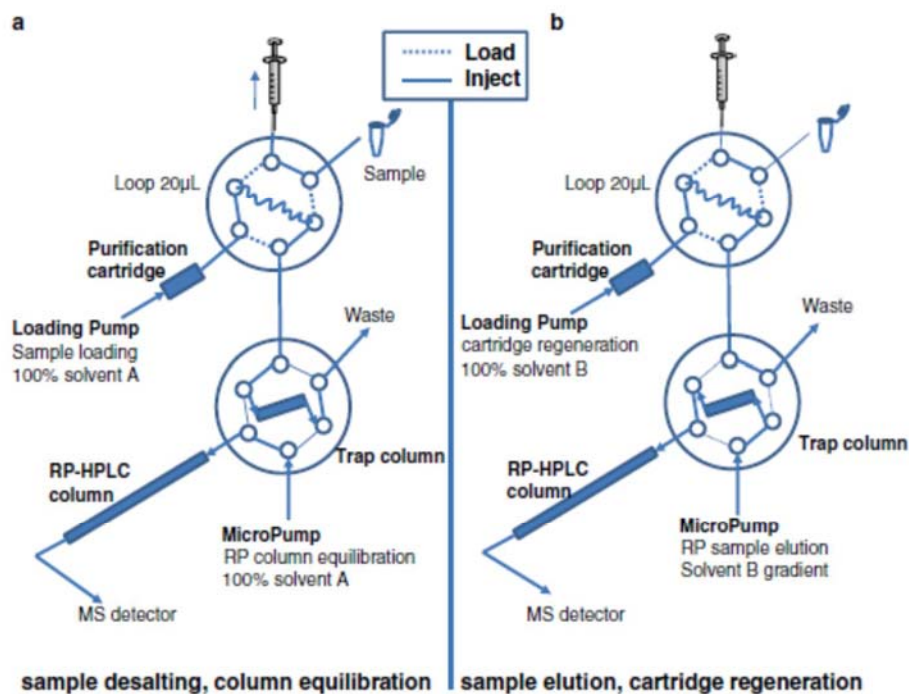 a
b
Load
Inject
Loop 20µL
Sample
Purification
cartridge
Loading Pump
Sample loading
100% solvent A
Waste
Trap column
RP-HPLC
column
MicroPump
RP column equilibration
100% solvent A
MS detector
sample desalting, column equilibration
Loop 20µL
Purification
cartridge
Loading Pump
cartridge regeneration
100% solvent B
Waste
Trap column
RP-HPLC
column
MicroPump
RP sample elution
Solvent B gradient
MS detector
sample elution, cartridge regeneration